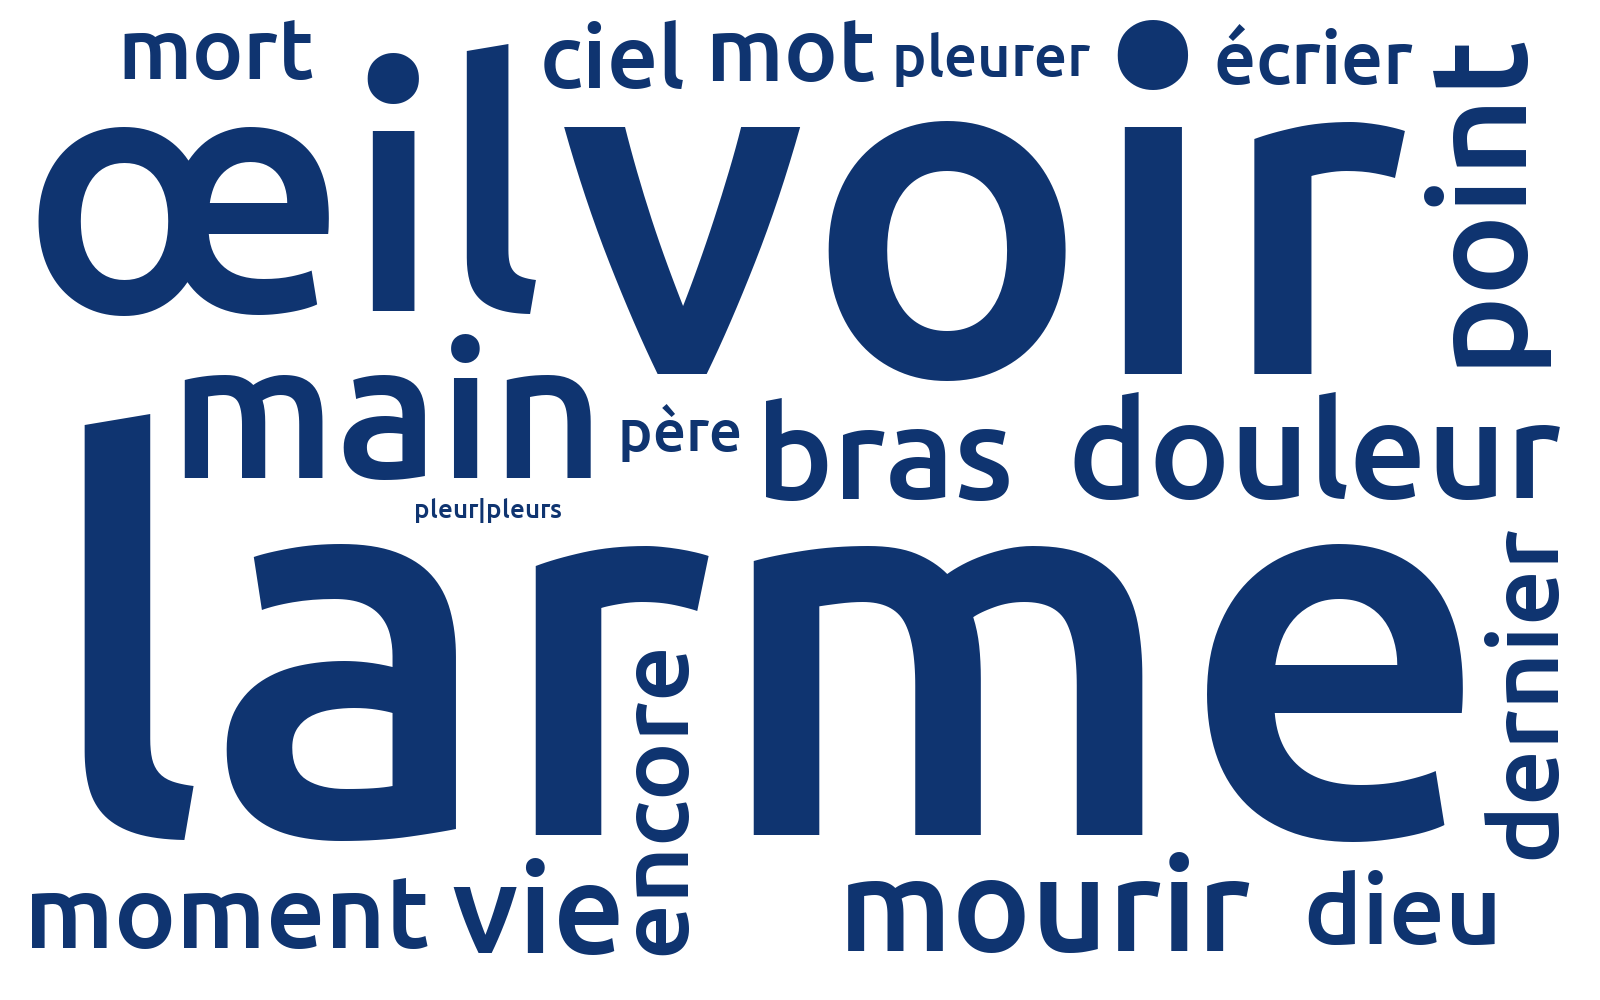 mort
ciel
mot
pleurer
écrier
œil
voir
point
main
père
bras
douleur
pleur|pleurs
larme
encore
dernier
moment
vie
mourir
dieu